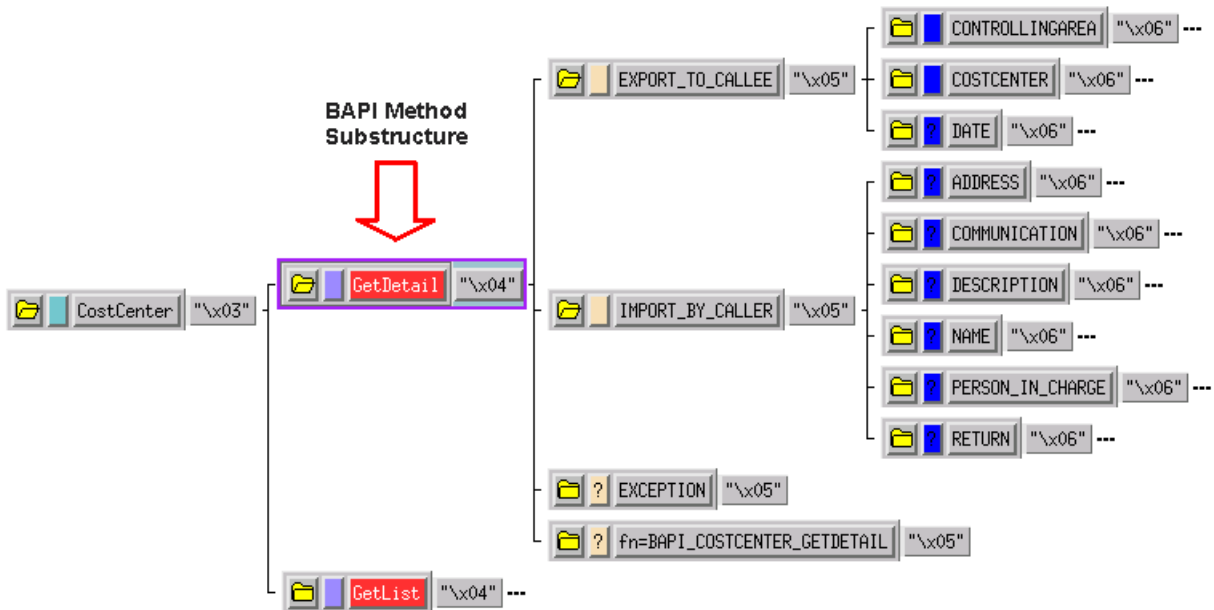 CONTROLLINGAREA "\x06" ---
EXPORT_TO_CALLEE "\x05" COSTCENTER "\x06" ---
BAPI Method
Substructure
? DATE "\x06" ---
? ADDRESS "\x06" ---
? COMMUNICATION "\x06" ---
GetDetail "\x04" ? DESCRIPTION "\x06" ---
CostCenter "\x03" IMPORT_BY_CALLER "\x05"
? NAME "\x06" ---
? PERSON_IN_CHARGE "\x06" ---
? RETURN "\x06" ---
? EXCEPTION "\x05"
? fn=BAPI_COSTCENTER_GETDETAIL "\x05"
GetList "\x04" ---